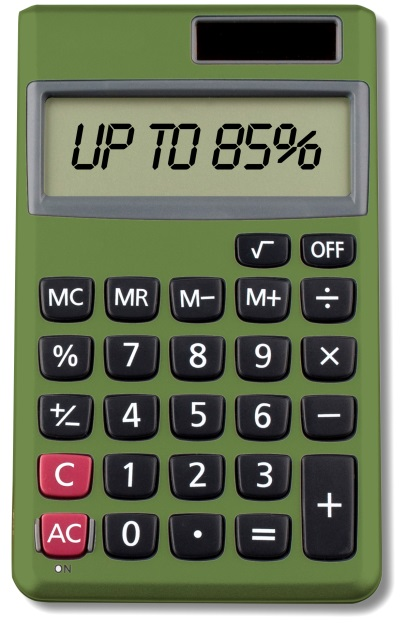 UP TO 85%
√ OFF
MC MR M− M+ ÷
% 7 8 9 ×
+/− 4 5 6 −
C 1 2 3
+
AC 0 . =
ON